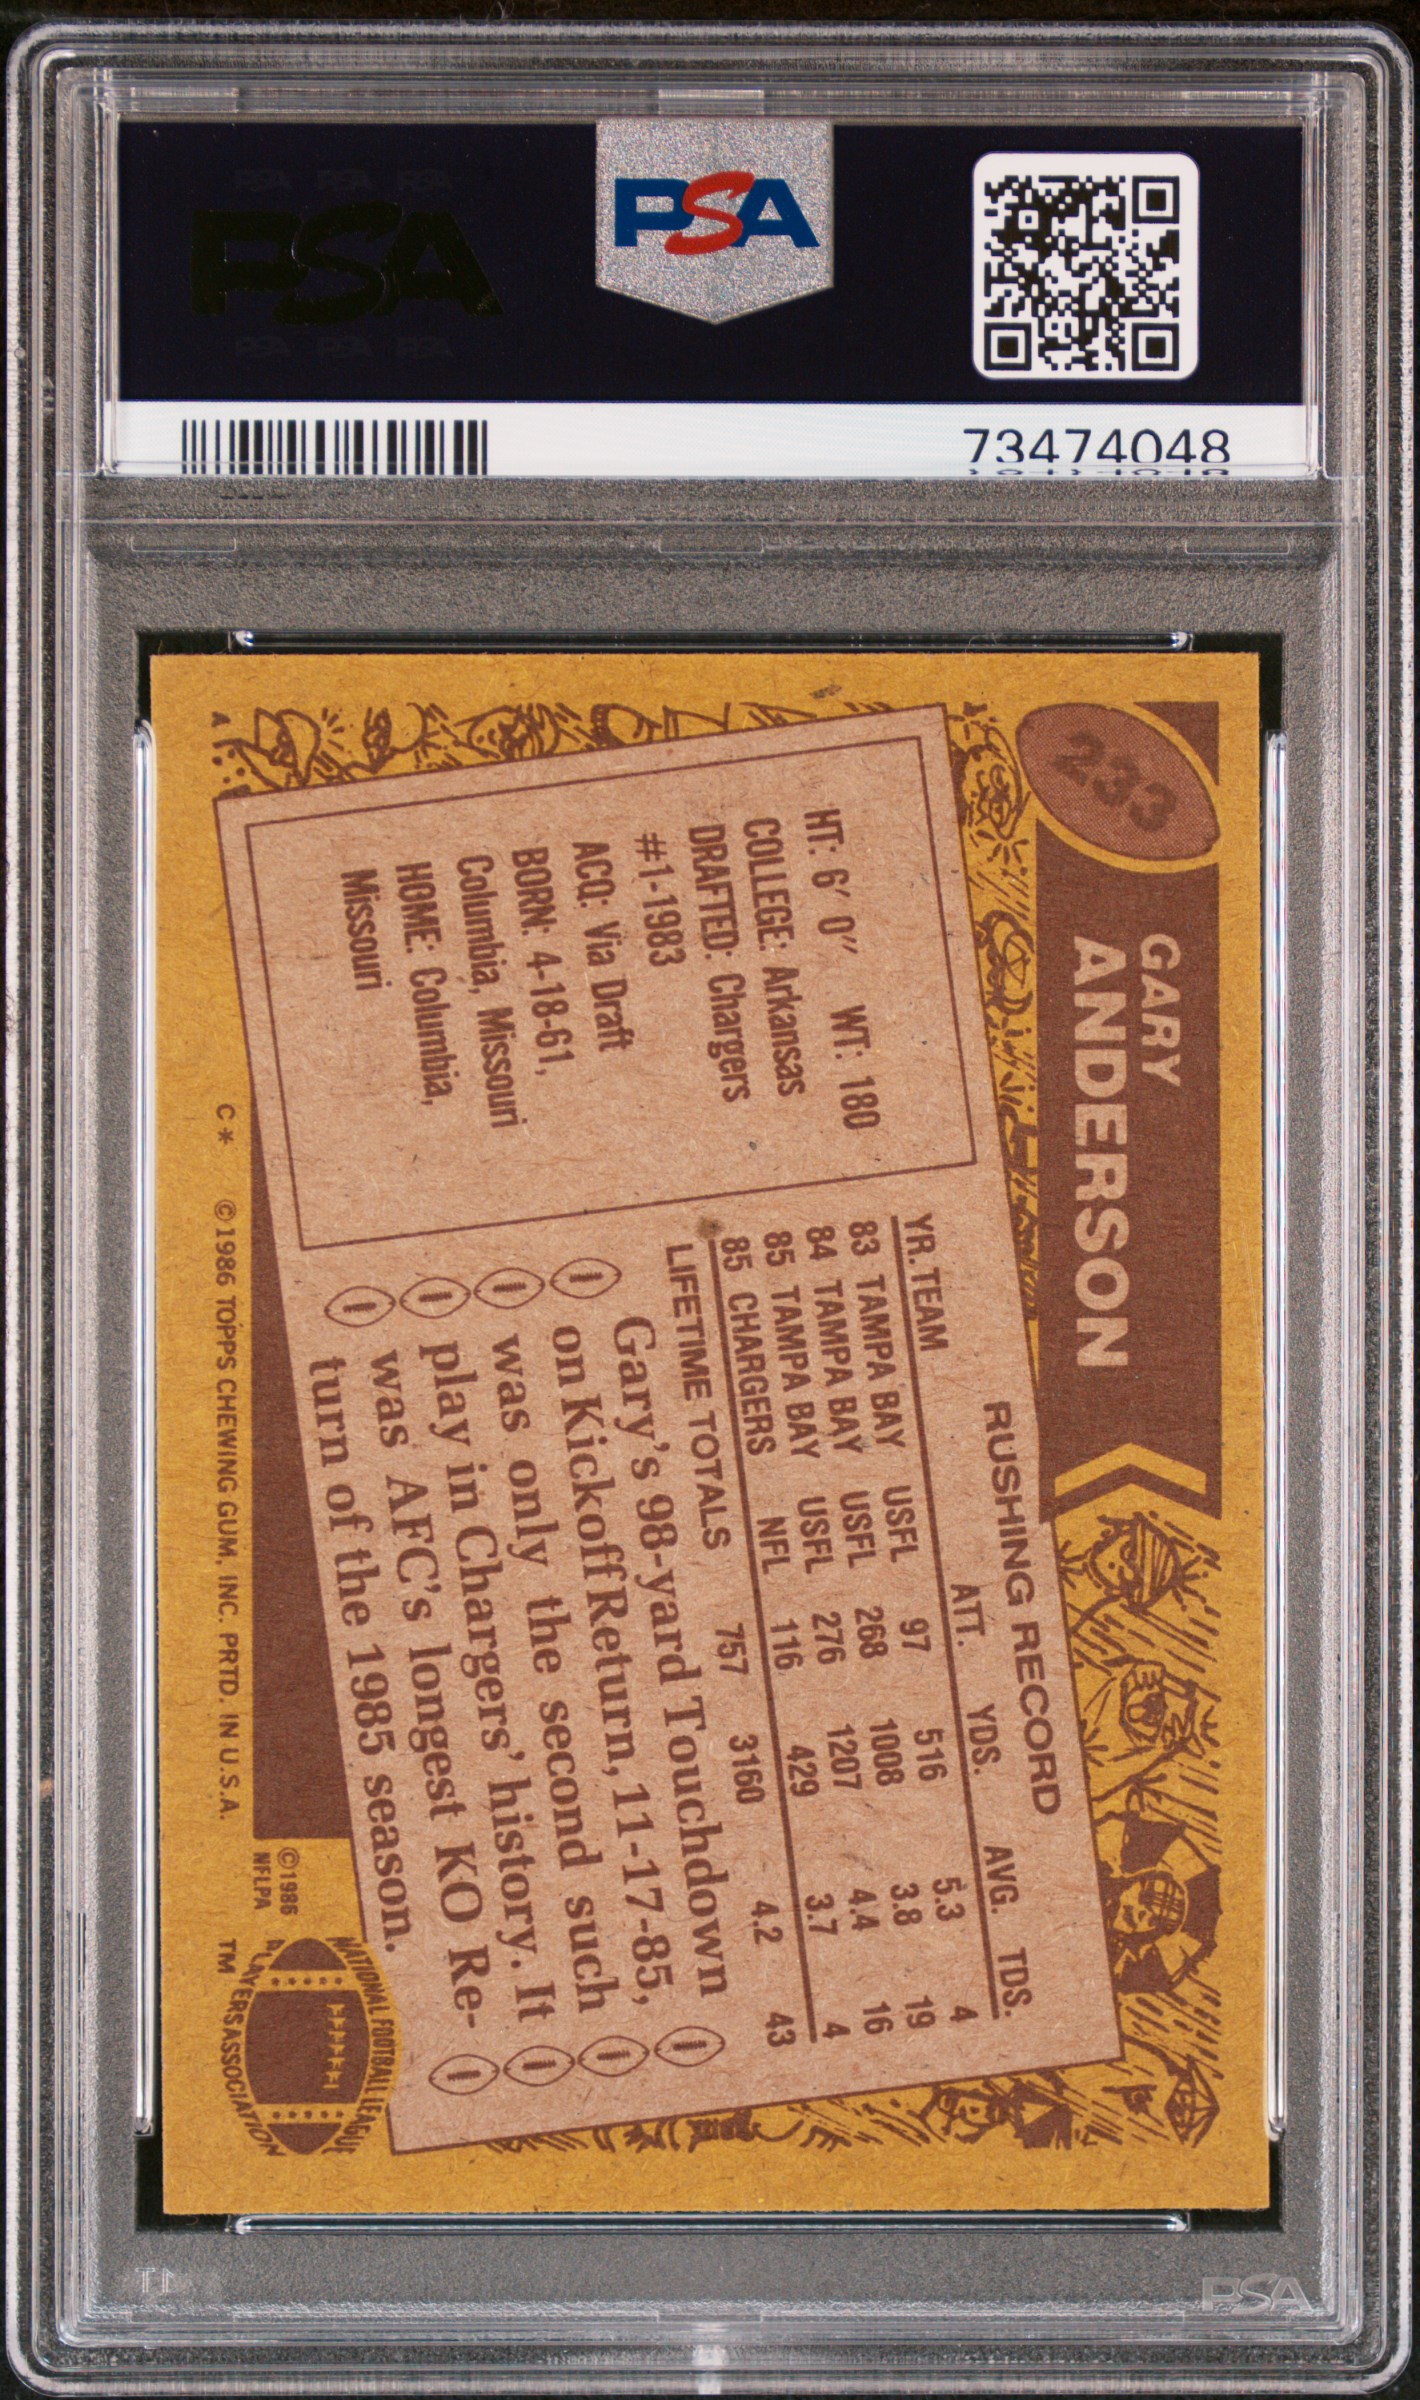 PSA PSA PSA
PSA
PSA PSA PSA
PSA
73474048
233
GARY
ANDERSON
HT: 6' 0" WT: 180
COLLEGE: Arkansas
DRAFTED: Chargers
#1-1983
ACQ: Via Draft
BORN: 4-18-61,
Columbia, Missouri
HOME: Columbia,
Missouri
RUSHING RECORD
YR. TEAM ATT. YDS. AVG. TDS.
83 TAMPA BAY USFL 97 516 5.3 4
84 TAMPA BAY USFL 268 1008 3.8 19
85 TAMPA BAY USFL 276 1207 4.4 16
85 CHARGERS NFL 116 429 3.7 4
LIFETIME TOTALS 757 3160 4.2 43
Gary's 98-yard Touchdown
on Kickoff Return, 11-17-85,
was only the second such
play in Chargers' history. It
was AFC's longest KO Re-
turn of the 1985 season.
©1986
NFLPA
NATIONAL FOOTBALL LEAGUE
PLAYERS ASSOCIATION
TM
A
C * ©1986 TOPPS CHEWING GUM, INC. PRTD. IN U.S.A.
PSA